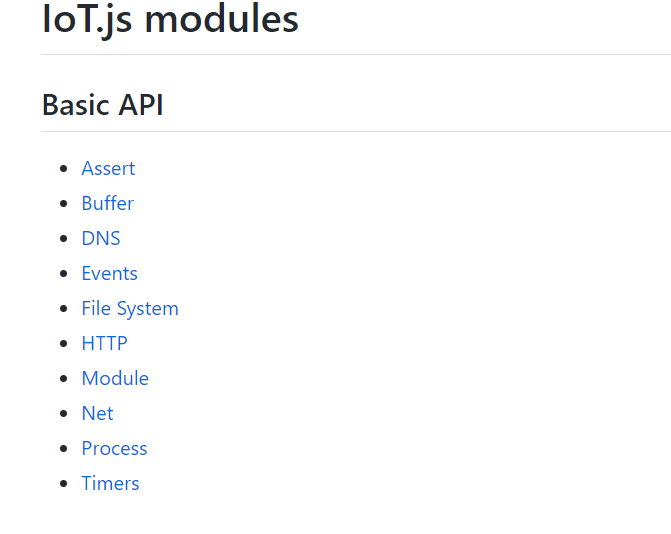 IoT.js modules
Basic API
Assert
Buffer
DNS
Events
File System
HTTP
Module
Net
Process
Timers